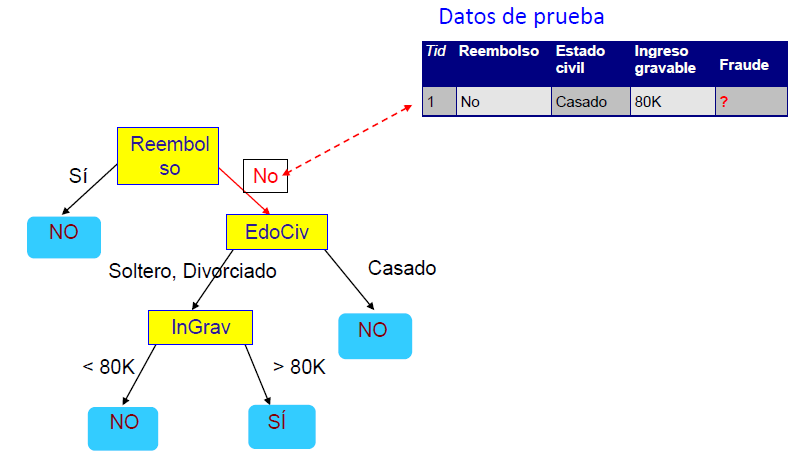 Datos de prueba
Tid Reembolso Estado civil Ingreso gravable Fraude
1 No Casado 80K ?
Reembol
so
Sí
No
NO
EdoCiv
Soltero, Divorciado
Casado
InGrav
NO
< 80K
> 80K
NO
SÍ